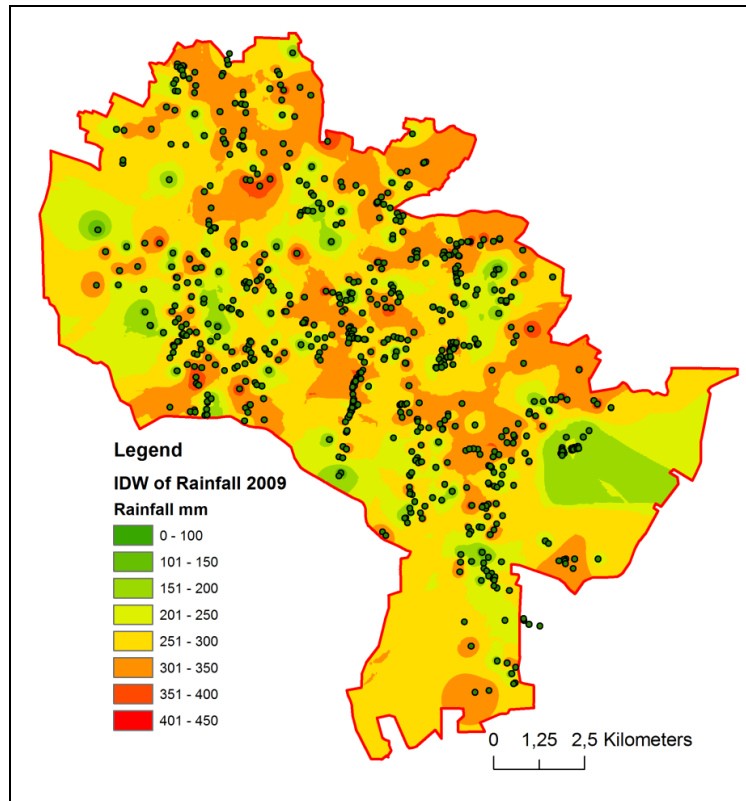 Legend
IDW of Rainfall 2009
Rainfall mm
0 - 100
101 - 150
151 - 200
201 - 250
251 - 300
301 - 350
351 - 400
401 - 450
0 1,25 2,5 Kilometers